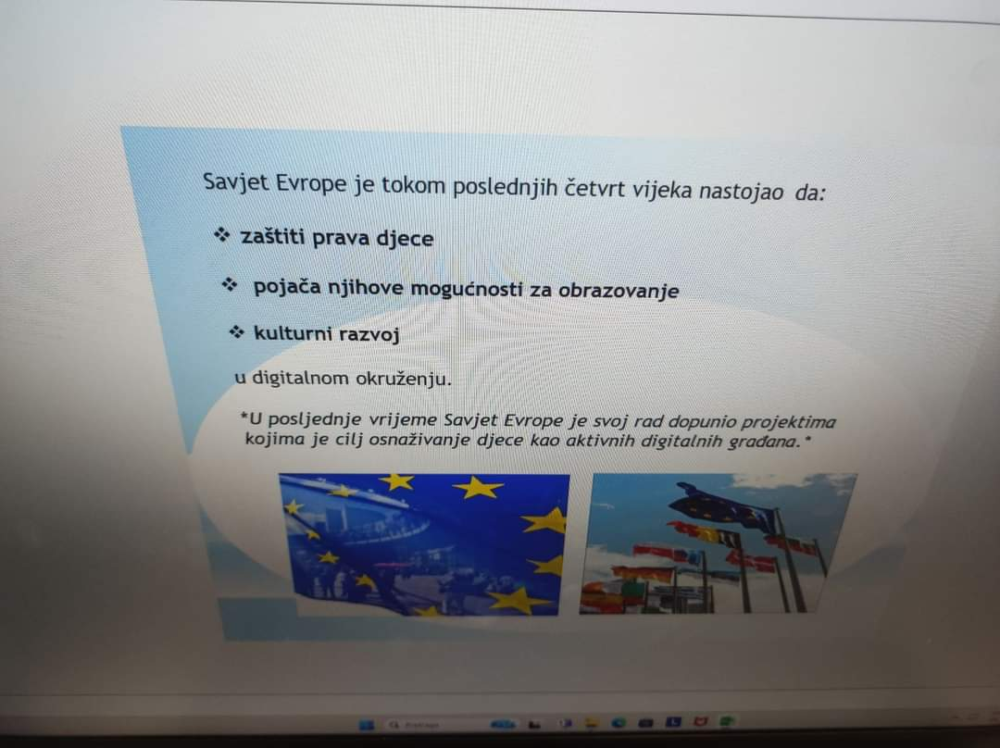 Savjet Evrope je tokom poslednjih četvrt vijeka nastojao da:
❖ zaštiti prava djece
❖ pojača njihove mogućnosti za obrazovanje
❖ kulturni razvoj
u digitalnom okruženju.
*U posljednje vrijeme Savjet Evrope je svoj rad dopunio projektima
kojima je cilj osnaživanje djece kao aktivnih digitalnih građana.*